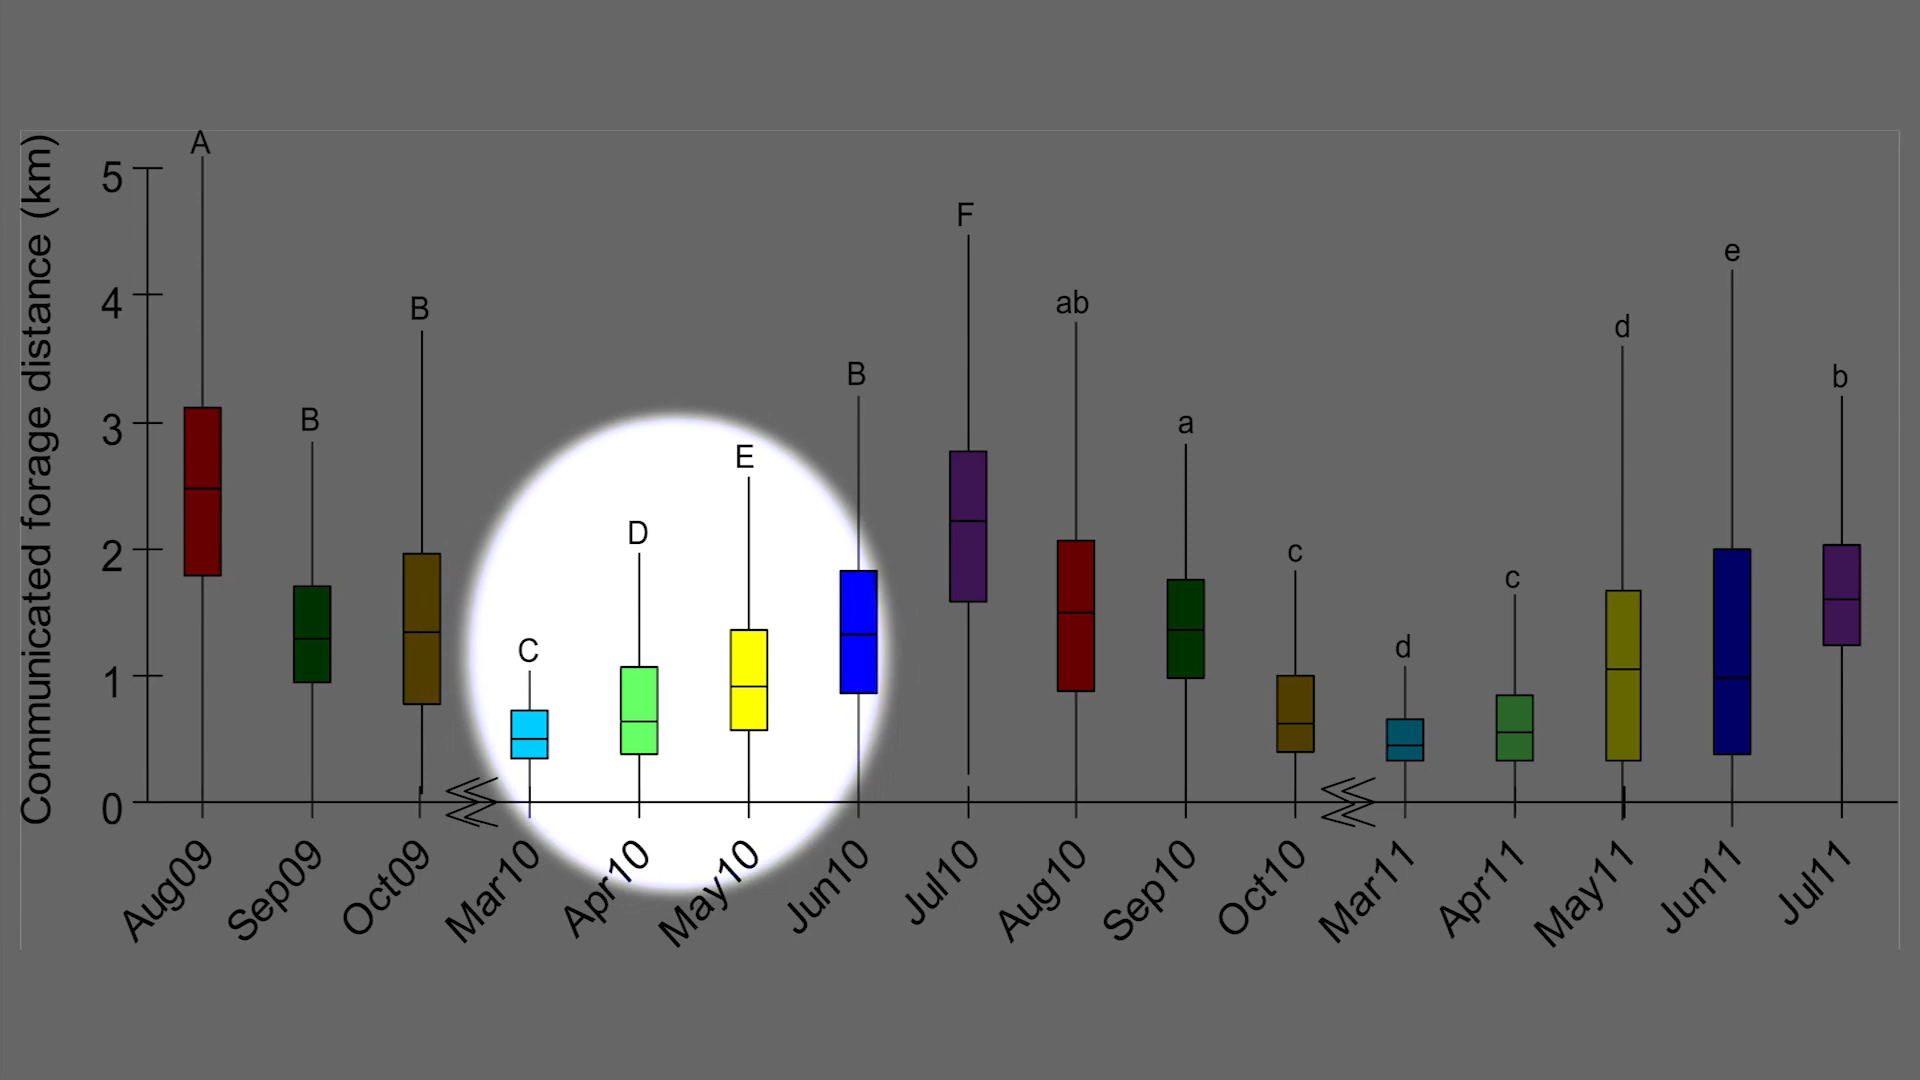 Communicated forage distance (km)
5
4
3
2
1
0
A
B
B
C
D
E
B
F
ab
a
c
d
c
d
e
b
Aug09
Sep09
Oct09
Mar10
Apr10
May10
Jun10
Jul10
Aug10
Sep10
Oct10
Mar11
Apr11
May11
Jun11
Jul11